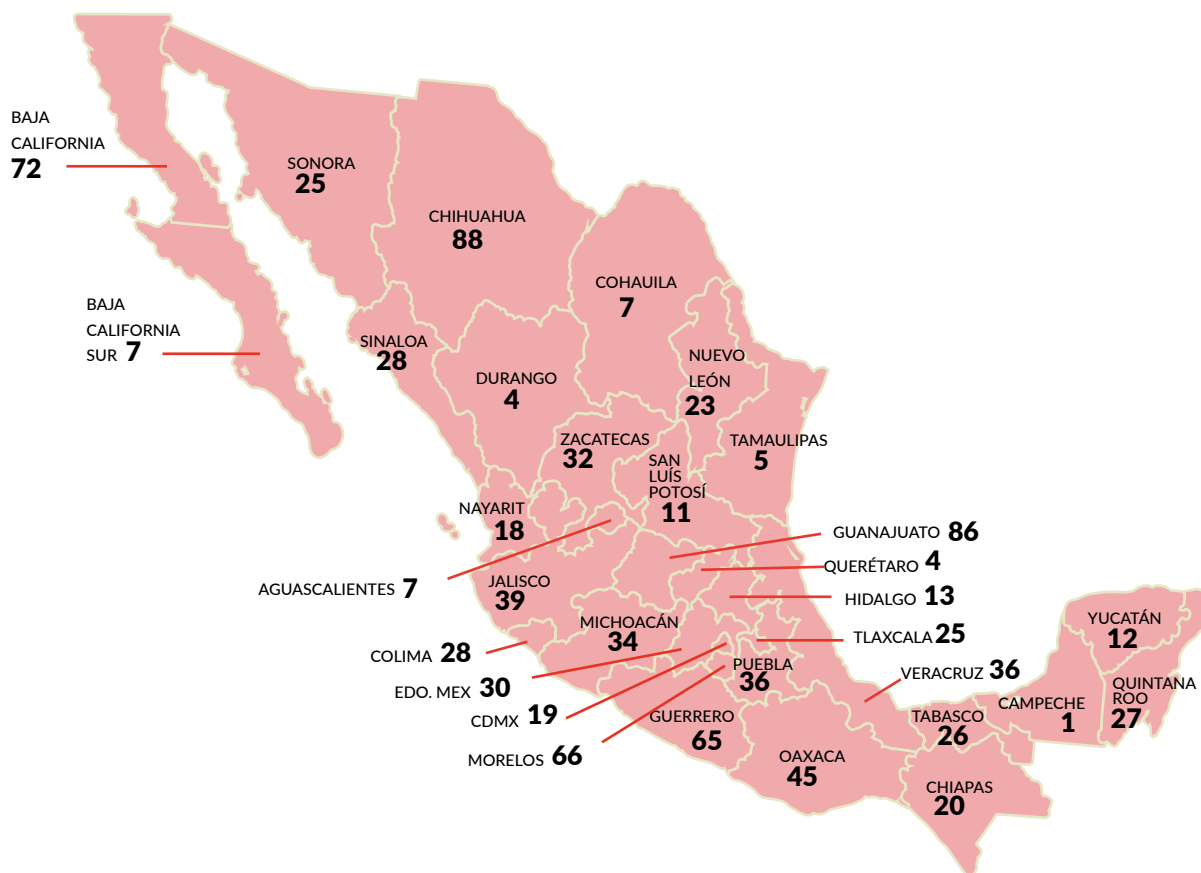 BAJA
CALIFORNIA
72
SONORA
25
CHIHUAHUA
88
COHAUILA
7
BAJA
CALIFORNIA
SUR 7
SINALOA
28
DURANGO
4
NUEVO
LEÓN
23
ZACATECAS
32
TAMAULIPAS
5
SAN
LUÍS
POTOSÍ
11
NAYARIT
18
GUANAJUATO 86
QUERÉTARO 4
AGUASCALIENTES 7
JALISCO
39
HIDALGO 13
MICHOACÁN
34
TLAXCALA 25
YUCATÁN
12
COLIMA 28
PUEBLA
36
VERACRUZ 36
EDO. MEX 30
QUINTANA
ROO
27
CAMPECHE
1
CDMX 19
GUERRERO
65
TABASCO
26
MORELOS 66
OAXACA
45
CHIAPAS
20